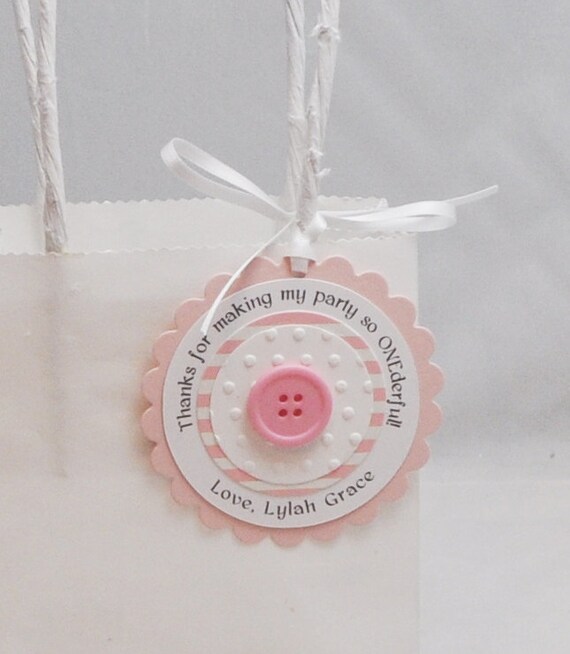 Thanks for making my party so ONEderful!
Love, Lylah Grace